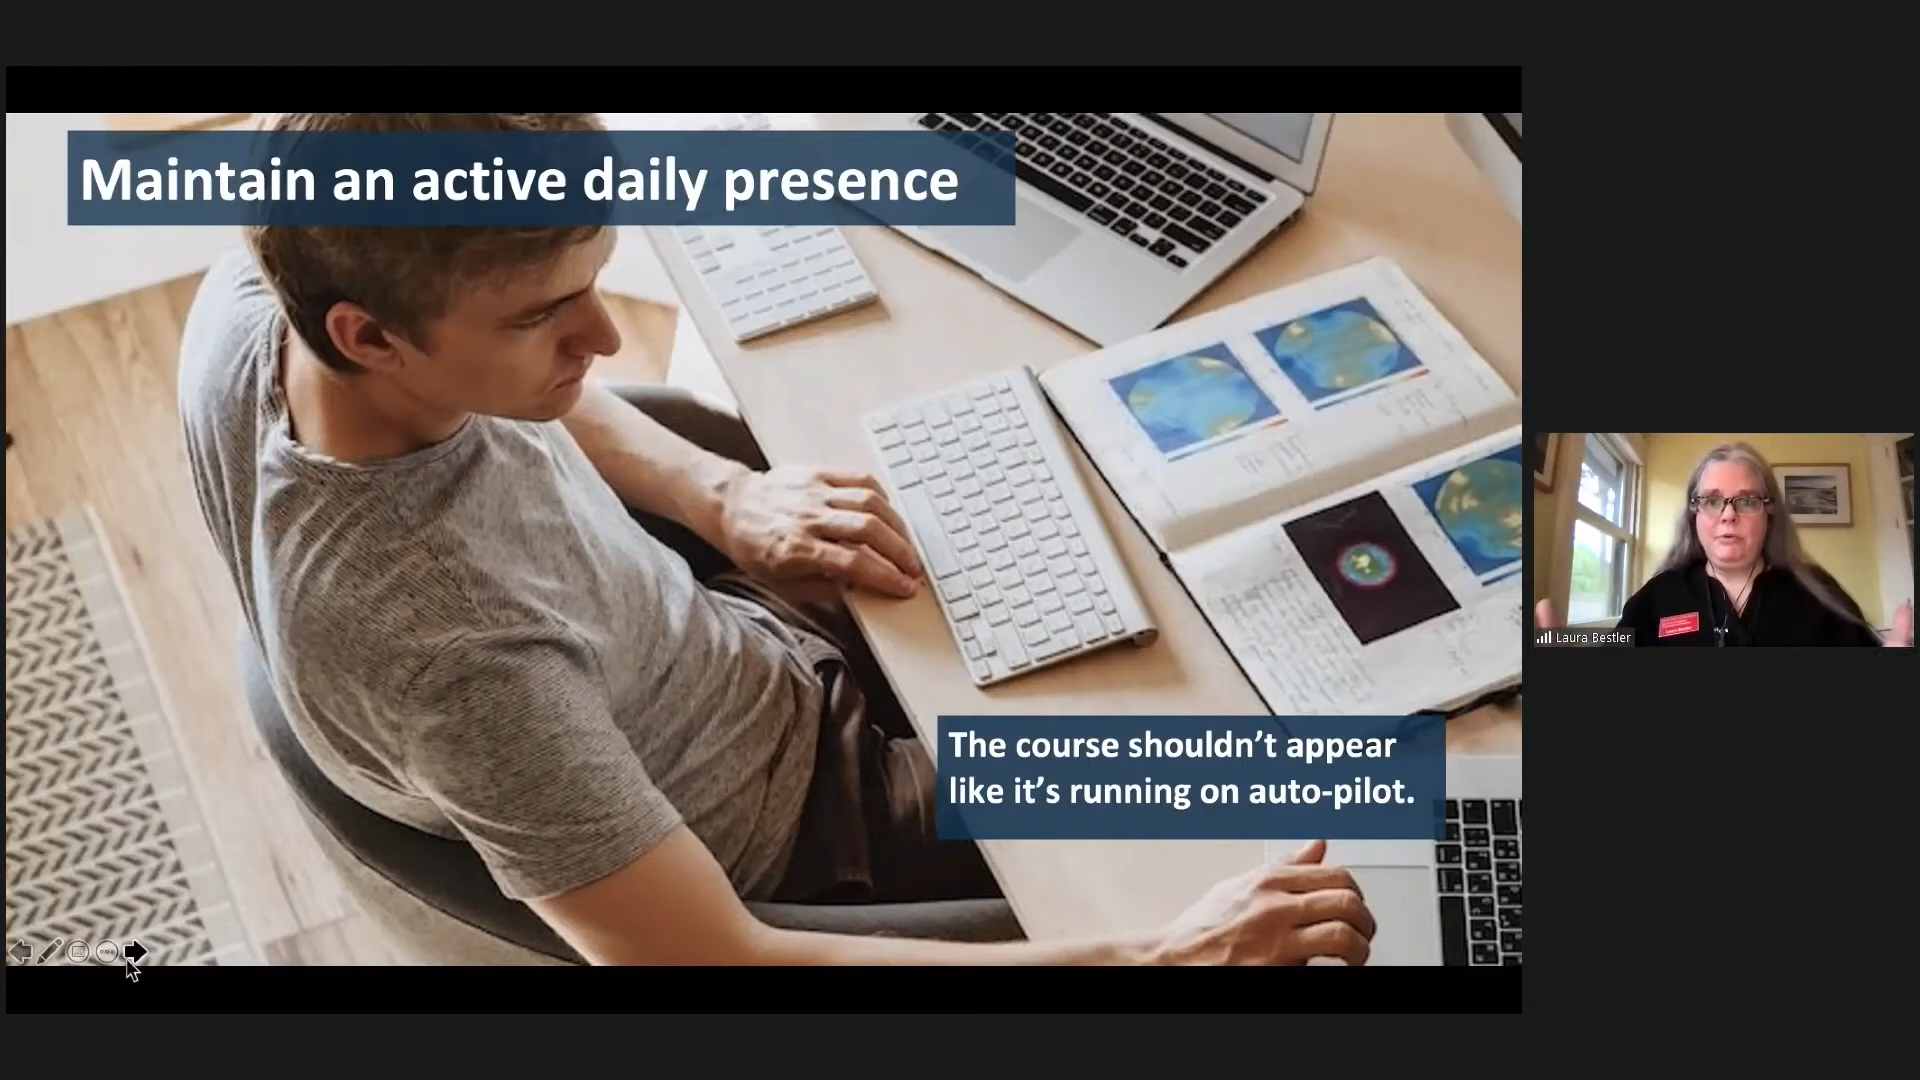 Maintain an active daily presence
The course shouldn’t appear
like it’s running on auto-pilot.
Laura Bestler